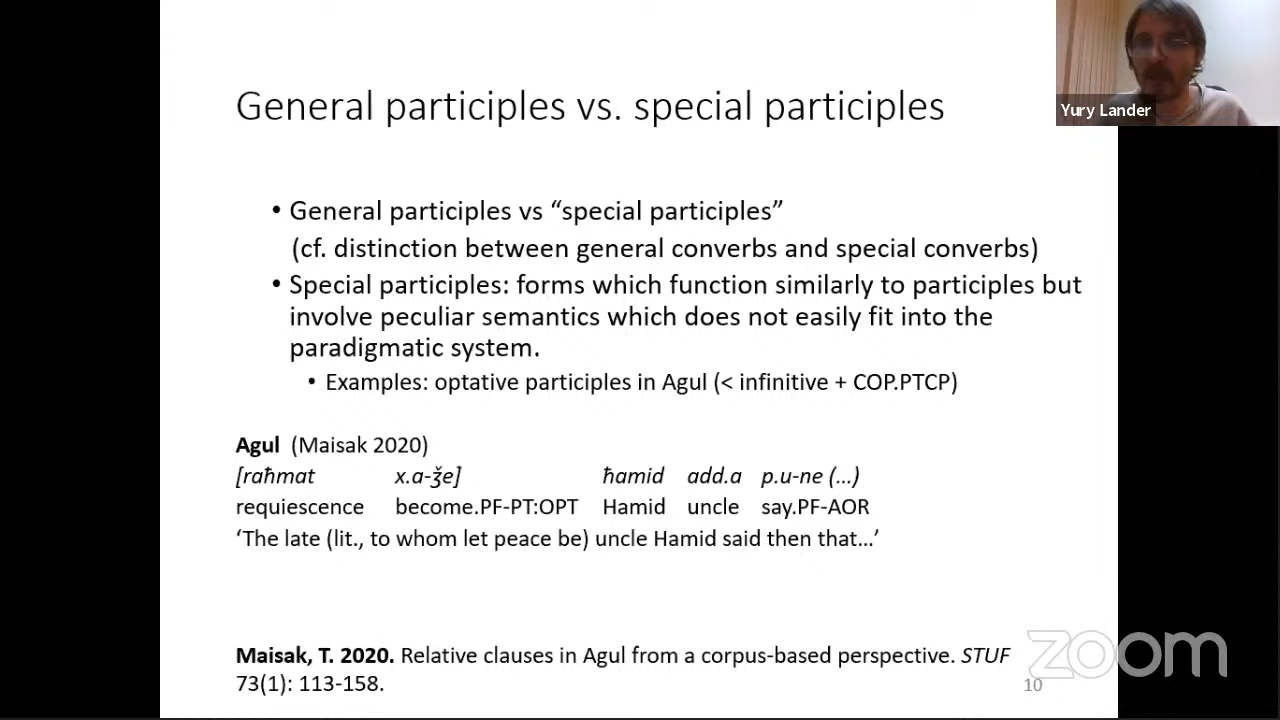 General participles vs. special participles
Yury Lander
• General participles vs “special participles”
(cf. distinction between general converbs and special converbs)
• Special participles: forms which function similarly to participles but
involve peculiar semantics which does not easily fit into the
paradigmatic system.
• Examples: optative participles in Agul (< infinitive + COP.PTCP)
Agul (Maisak 2020)
[raħmat x.a-ǯe] ħamid add.a p.u-ne (…)
requiescence become.PF-PT:OPT Hamid uncle say.PF-AOR
‘The late (lit., to whom let peace be) uncle Hamid said then that…’
Maisak, T. 2020. Relative clauses in Agul from a corpus-based perspective. STUF
73(1): 113-158.
10
zoom